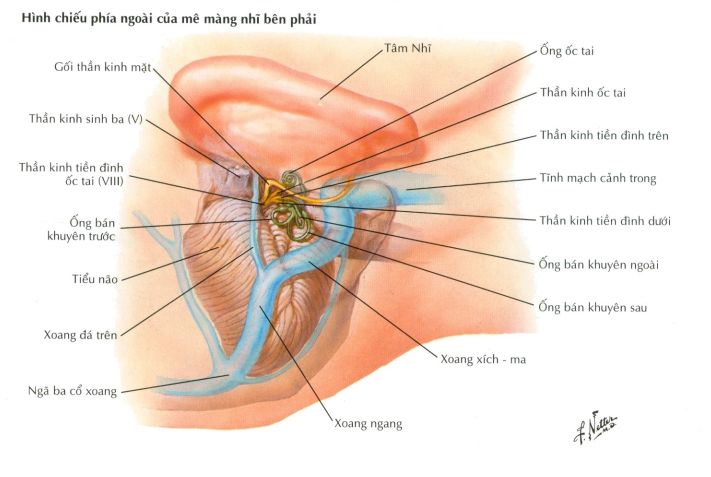 Hình chiếu phía ngoài của mê màng nhĩ bên phải
Gối thần kinh mặt
Thần kinh sinh ba (V)
Thần kinh tiền đình
ốc tai (VIII)
Ống bán
khuyên trước
Tiểu não
Xoang đá trên
Ngã ba cổ xoang
Tâm Nhĩ
Ống ốc tai
Thần kinh ốc tai
Thần kinh tiền đình trên
Tĩnh mạch cảnh trong
Thần kinh tiền đình dưới
Ống bán khuyên ngoài
Ống bán khuyên sau
Xoang xích - ma
Xoang ngang
F. Netter
M.D.